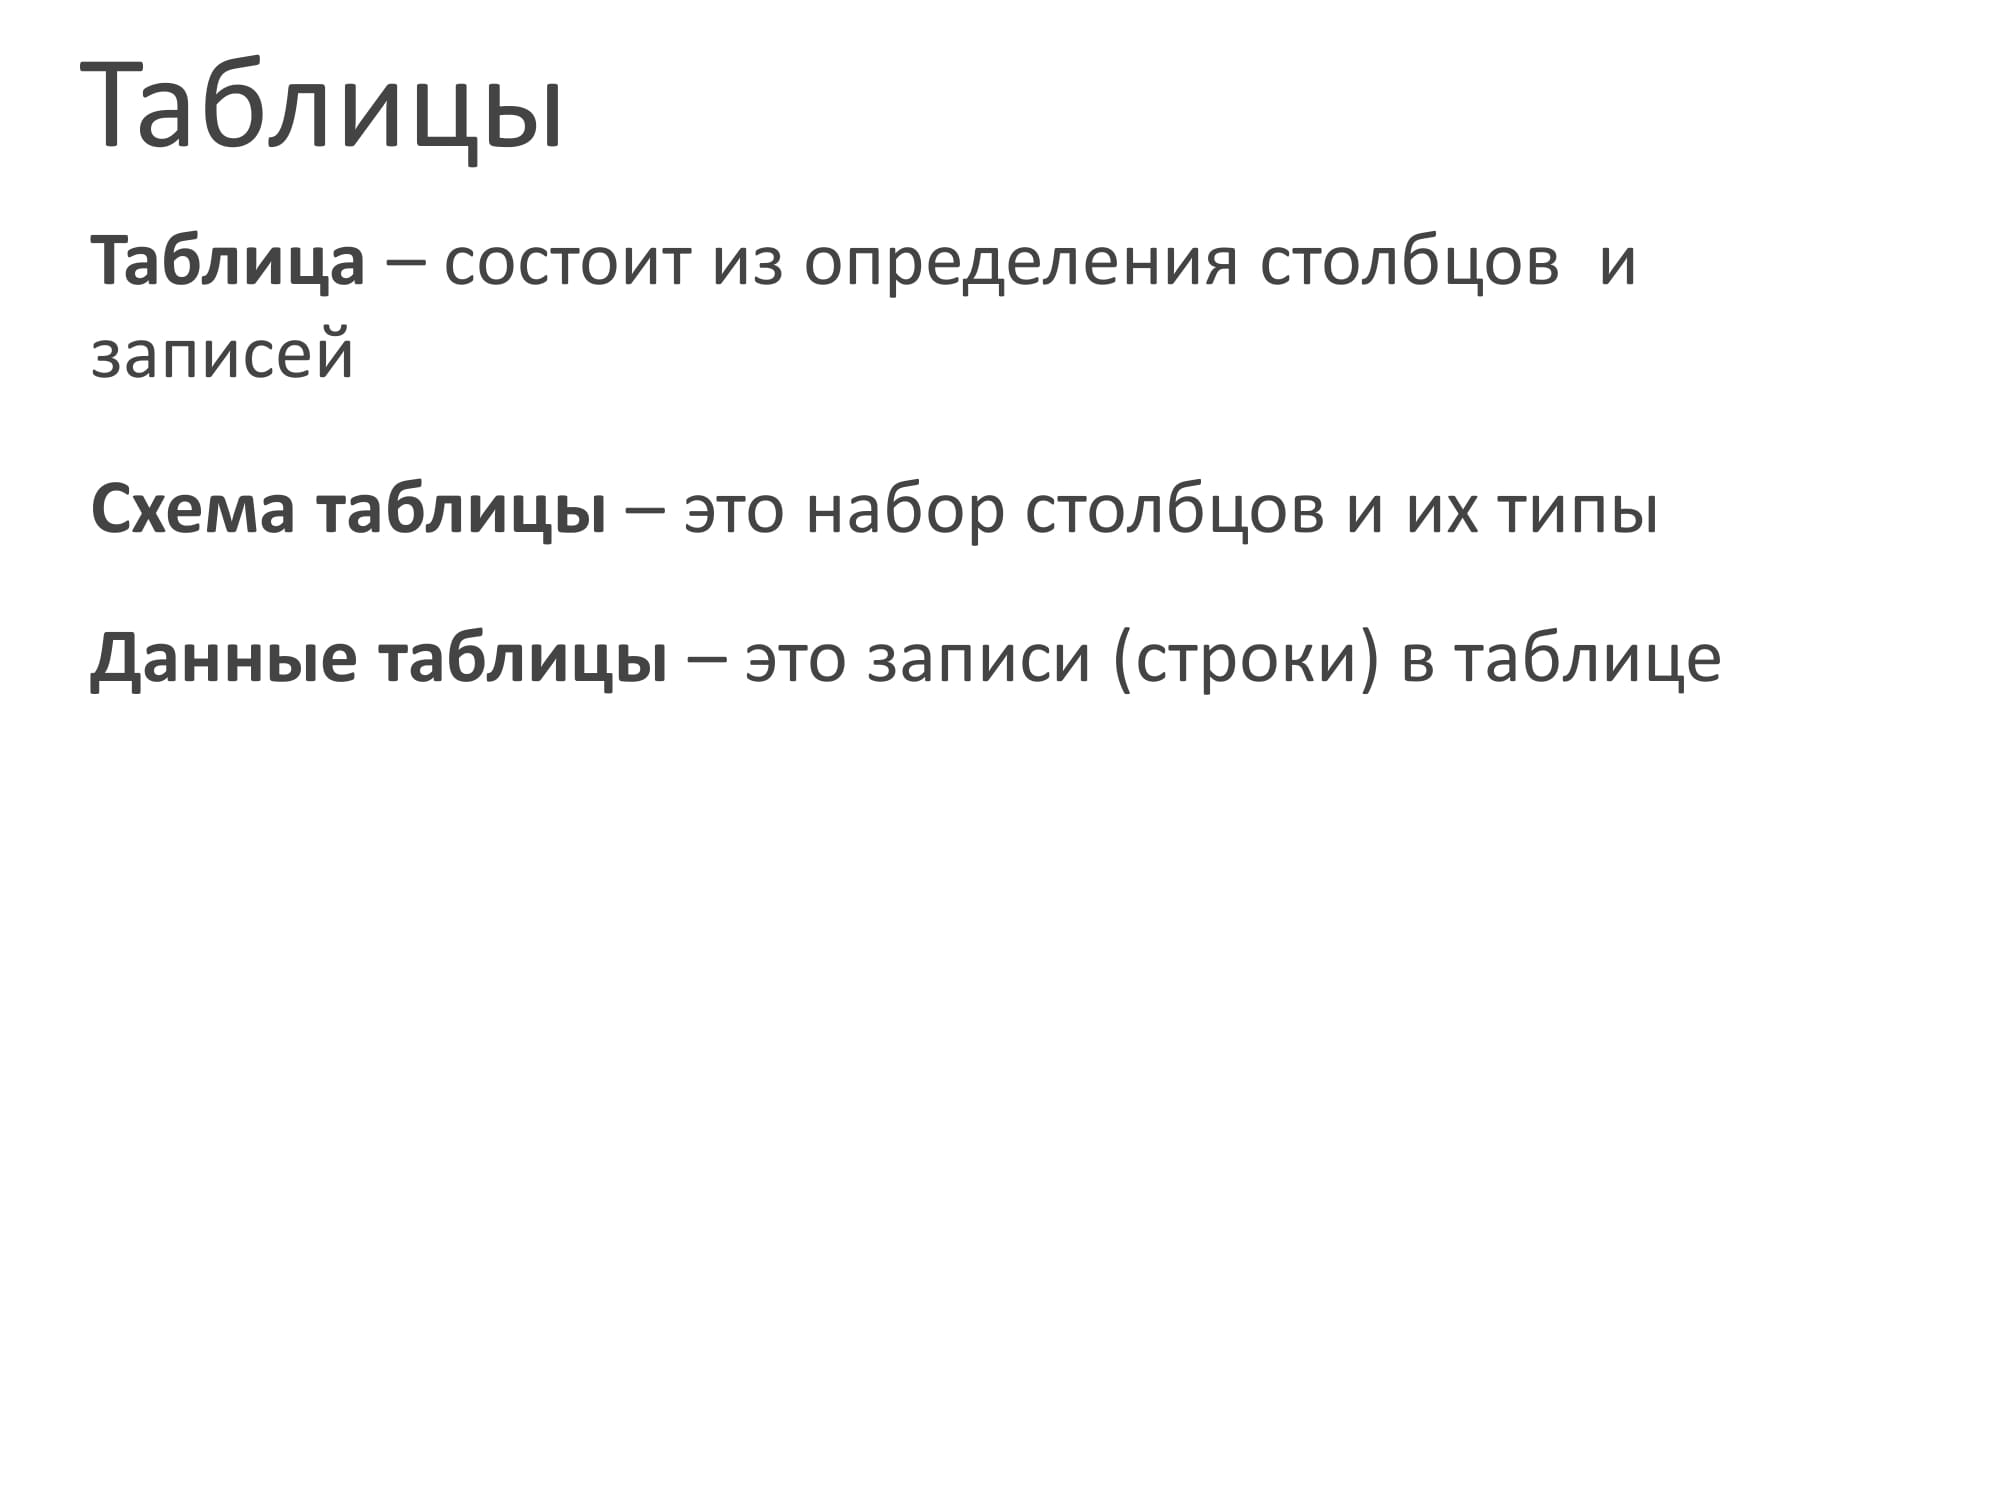 Таблицы
Таблица – состоит из определения столбцов  и
записей
Схема таблицы – это набор столбцов и их типы
Данные таблицы – это записи (строки) в таблице